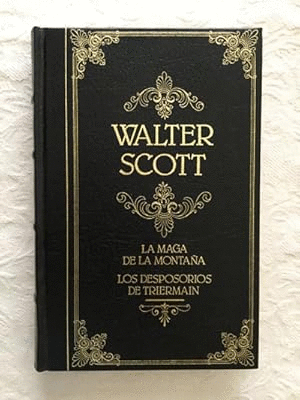 WALTER
SCOTT
LA MAGA
DE LA MONTAÑA
LOS DESPOSORIOS
DE TRIERMAIN